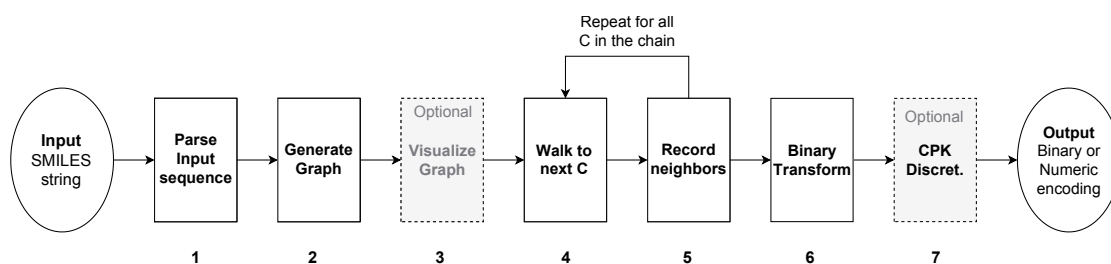 Repeat for all
C in the chain
Input
SMILES
string
Parse
Input
sequence
Generate
Graph
Optional
Visualize
Graph
Walk to
next C
Record
neighbors
Binary
Transform
Optional
CPK
Discret.
Output
Binary or
Numeric
encoding
1 2 3 4 5 6 7